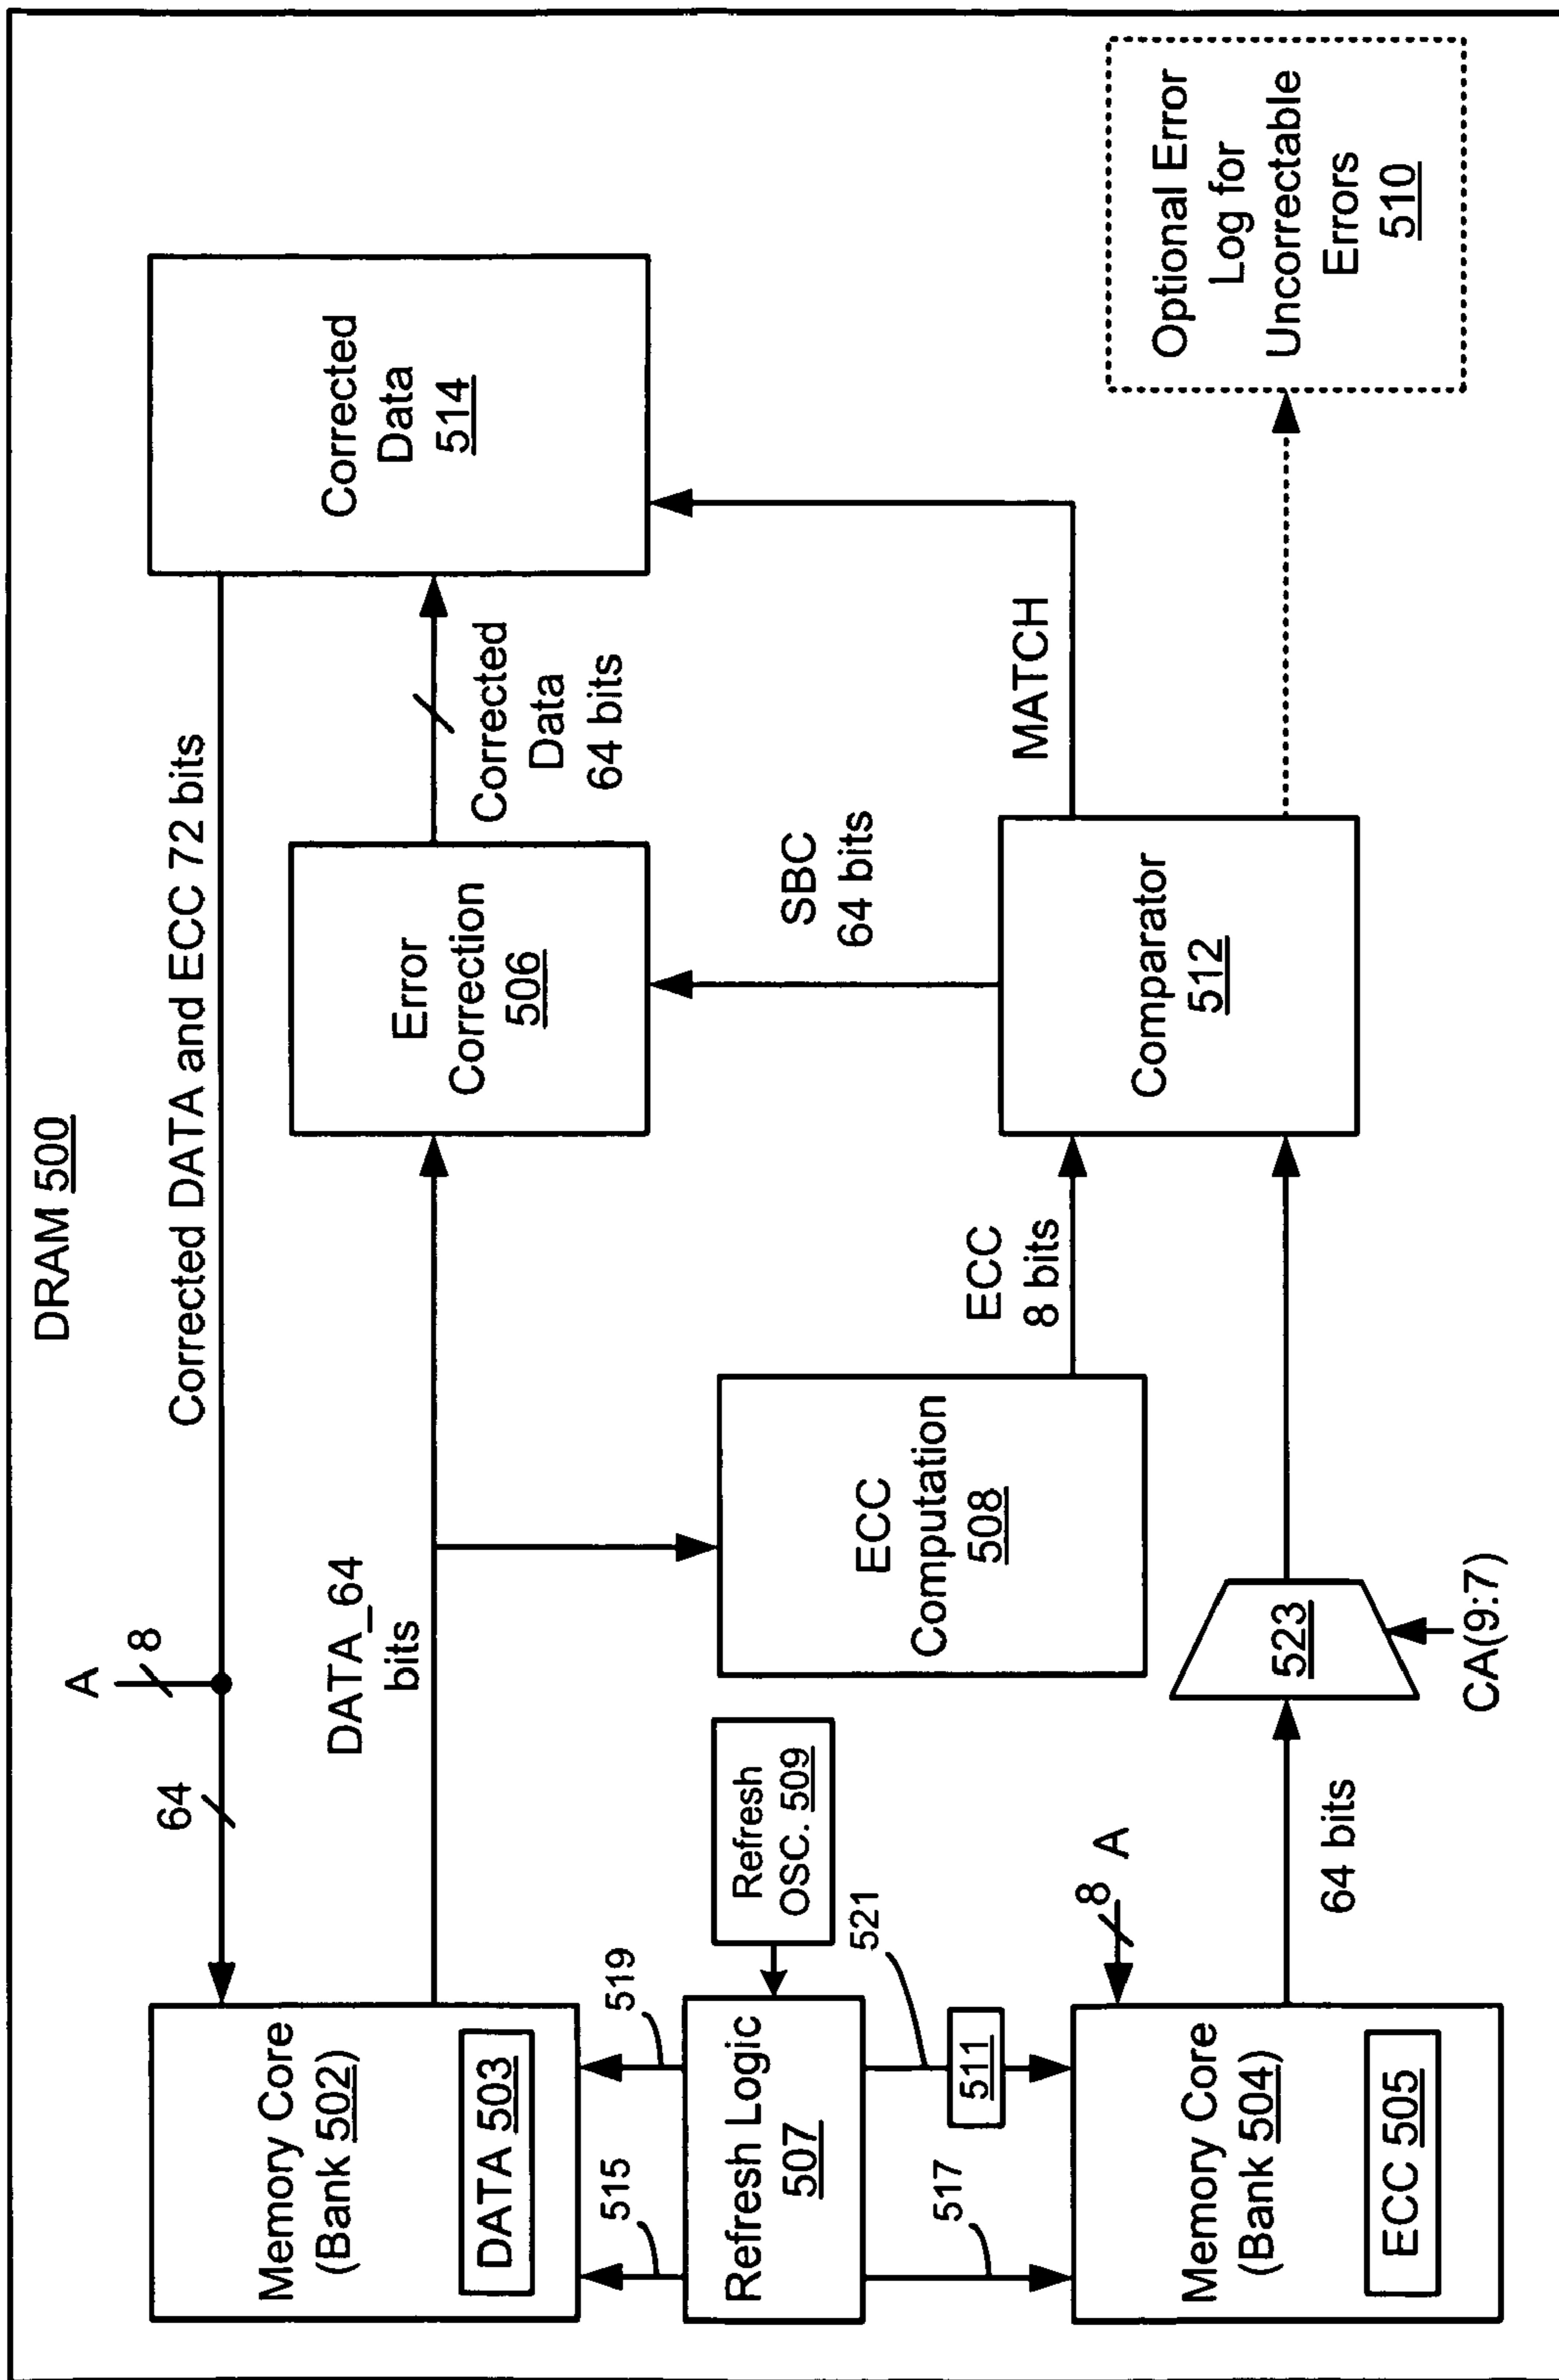 DRAM 500
Corrected DATA and ECC 72 bits
A
8
64
Memory Core
(Bank 502)
DATA 503
DATA_64
bits
Error
Correction
506
Corrected
Data
64 bits
Corrected
Data
514
515
519
Refresh Logic
507
Refresh
OSC. 509
517
521
511
ECC
Computation
508
ECC
8 bits
SBC
64 bits
MATCH
Comparator
512
Memory Core
(Bank 504)
ECC 505
8
A
64 bits
523
CA(9:7)
Optional Error
Log for
Uncorrectable
Errors
510